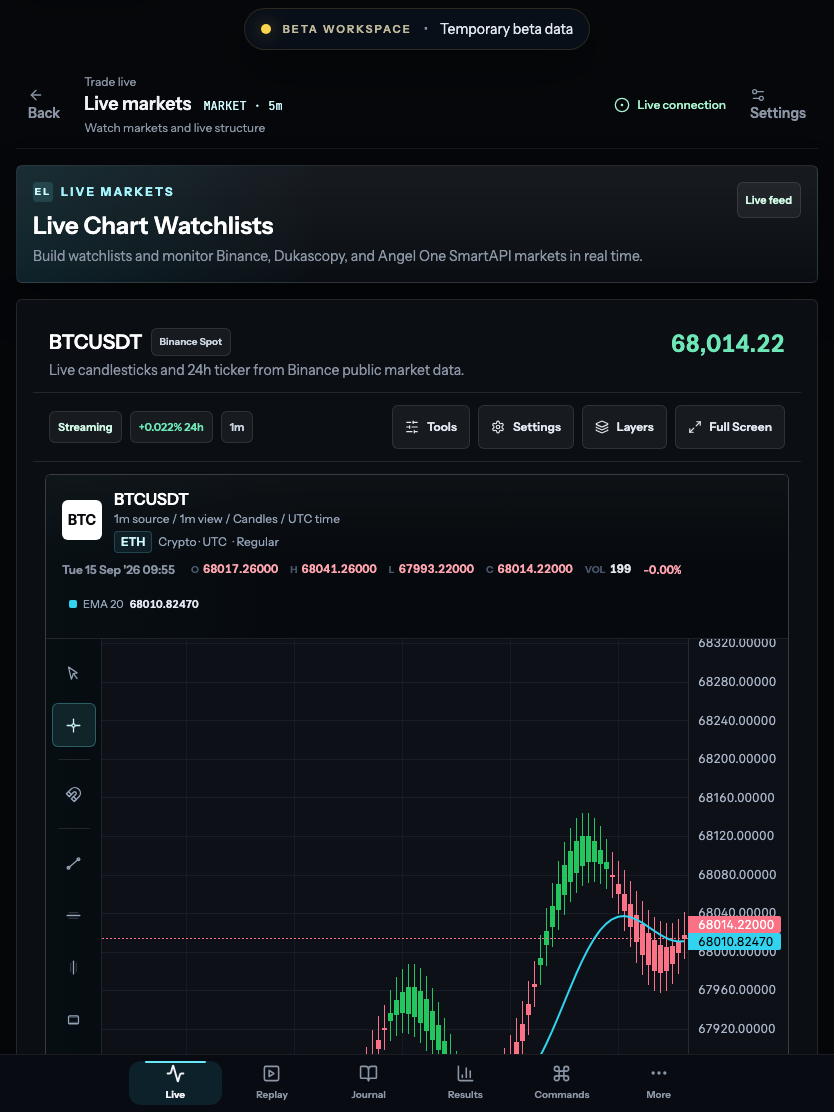 BETA WORKSPACE · Temporary beta data
Trade live
Back
Live markets MARKET · 5m
Watch markets and live structure
Live connection
Settings
EL LIVE MARKETS
Live Chart Watchlists
Build watchlists and monitor Binance, Dukascopy, and Angel One SmartAPI markets in real time.
Live feed
BTCUSDT Binance Spot
68,014.22
Live candlesticks and 24h ticker from Binance public market data.
Streaming +0.022% 24h 1m Tools Settings Layers Full Screen
BTC
BTCUSDT
1m source / 1m view / Candles / UTC time
ETH Crypto · UTC · Regular
Tue 15 Sep '26 09:55 O 68017.26000 H 68041.26000 L 67993.22000 C 68014.22000 VOL 199 -0.00%
EMA 20 68010.82470
68320.00000
68280.00000
68240.00000
68200.00000
68160.00000
68120.00000
68080.00000
68040.00000
68014.22000
68010.82470
68000.00000
67960.00000
67920.00000
Live Replay Journal Results Commands More